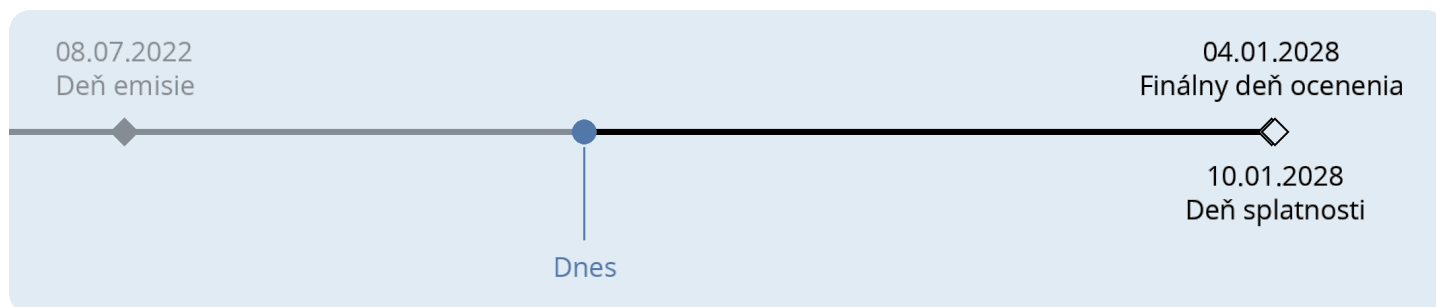 08.07.2022
Deň emisie
04.01.2028
Finálny deň ocenenia
10.01.2028
Deň splatnosti
Dnes